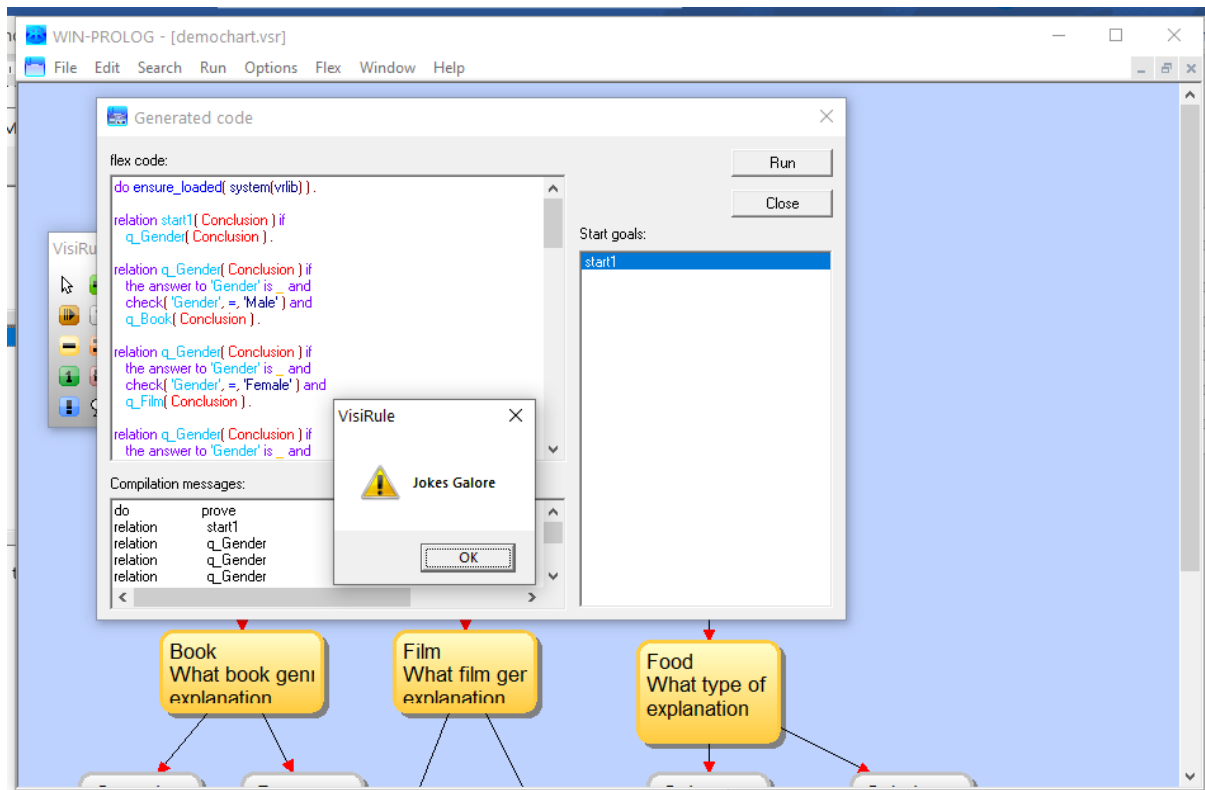 WIN-PROLOG - [demochart.vsr]
File Edit Search Run Options Flex Window Help
Generated code
flex code:
Run
do ensure_loaded( system(vrlib) ) .
Close
relation start1( Conclusion ) if
q_Gender( Conclusion ) .
Start goals:
start1
VisiRu
relation q_Gender( Conclusion ) if
the answer to 'Gender' is _ and
check( 'Gender', =, 'Male' ) and
q_Book( Conclusion ) .
relation q_Gender( Conclusion ) if
the answer to 'Gender' is _ and
check( 'Gender', =, 'Female' ) and
q_Film( Conclusion ) .
relation q_Gender( Conclusion ) if
the answer to 'Gender' is _ and
VisiRule
Jokes Galore
OK
Compilation messages:
do prove
relation start1
relation q_Gender
relation q_Gender
relation q_Gender
Book
What book genr
explanation
Film
What film ger
explanation
Food
What type of
explanation